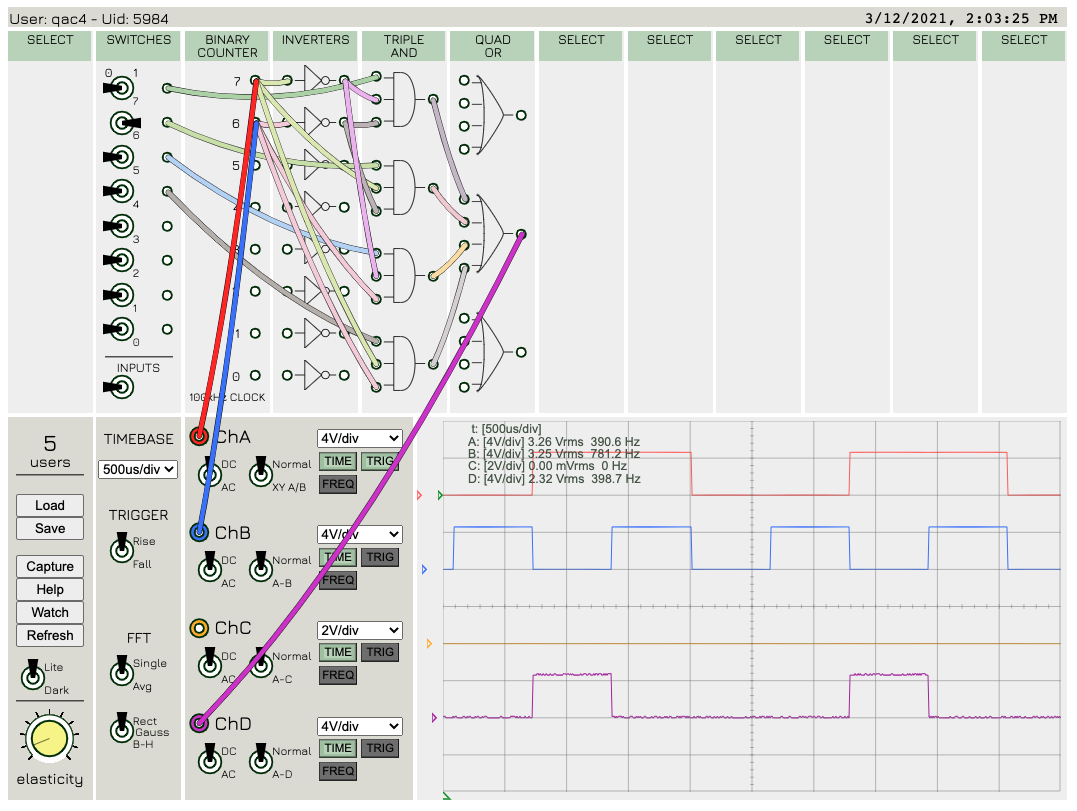 User: qac4 - Uid: 5984
3/12/2021, 2:03:25 PM
SELECT
SWITCHES
BINARY
COUNTER
INVERTERS
TRIPLE
AND
QUAD
OR
SELECT
SELECT
SELECT
SELECT
SELECT
SELECT
0 1
7
6
5
4
3
2
1
0
INPUTS
7
6
5
4
3
2
1
0
100kHz CLOCK
5
users
Load
Save
Capture
Help
Watch
Refresh
Lite
Dark
elasticity
TIMEBASE
500us/div
TRIGGER
Rise
Fall
FFT
Single
Avg
Rect
Gauss
B-H
ChA
4V/div
DC
AC
Normal
XY A/B
TIME TRIG
FREQ
ChB
4V/div
DC
AC
Normal
A-B
TIME TRIG
FREQ
ChC
2V/div
DC
AC
Normal
A-C
TIME TRIG
FREQ
ChD
4V/div
DC
AC
Normal
A-D
TIME TRIG
FREQ
t: [500us/div]
A: [4V/div] 3.26 Vrms 390.6 Hz
B: [4V/div] 3.25 Vrms 781.2 Hz
C: [2V/div] 0.00 mVrms 0 Hz
D: [4V/div] 2.32 Vrms 398.7 Hz